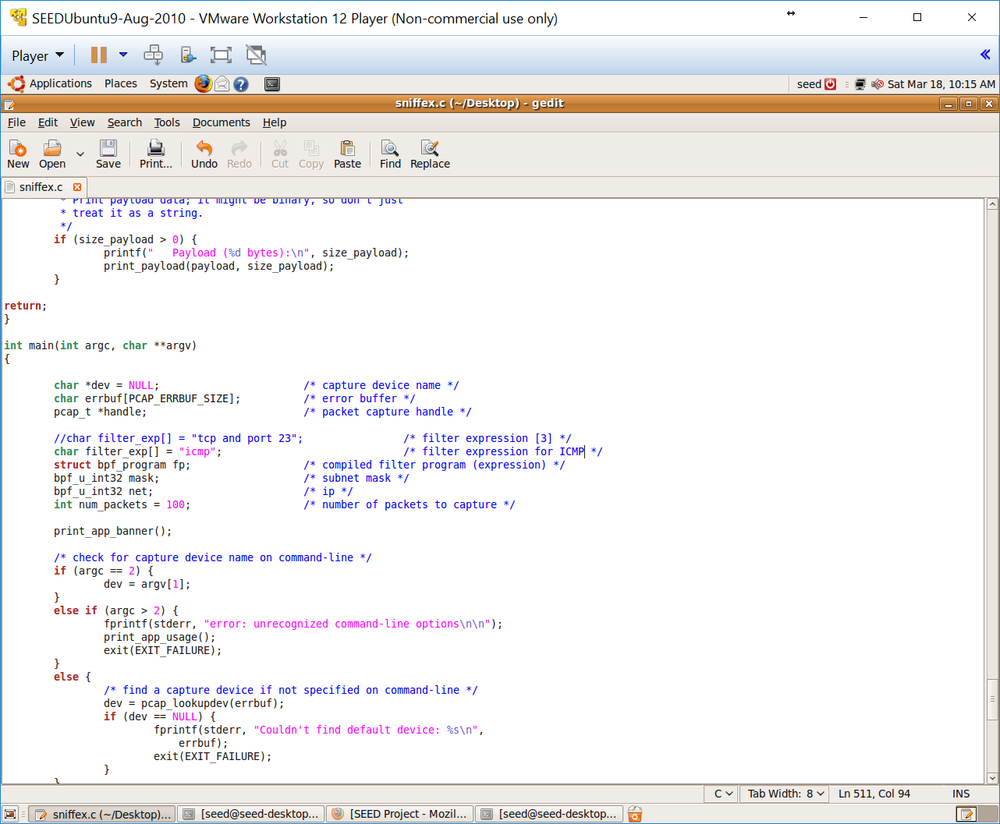 SEEDUbuntu9-Aug-2010 - VMware Workstation 12 Player (Non-commercial use only)
Player
Applications Places System seed Sat Mar 18, 10:15 AM
sniffex.c (~/Desktop) - gedit
File Edit View Search Tools Documents Help
New Open Save Print... Undo Redo Cut Copy Paste Find Replace
sniffex.c
* Print payload data; it might be binary, so don't just
* treat it as a string.
*/
if (size_payload > 0) {
printf("   Payload (%d bytes):\n", size_payload);
print_payload(payload, size_payload);
}
return;
}
int main(int argc, char **argv)
{
char *dev = NULL; /* capture device name */
char errbuf[PCAP_ERRBUF_SIZE]; /* error buffer */
pcap_t *handle; /* packet capture handle */
//char filter_exp[] = "tcp and port 23"; /* filter expression [3] */
char filter_exp[] = "icmp"; /* filter expression for ICMP */
struct bpf_program fp; /* compiled filter program (expression) */
bpf_u_int32 mask; /* subnet mask */
bpf_u_int32 net; /* ip */
int num_packets = 100; /* number of packets to capture */
print_app_banner();
/* check for capture device name on command-line */
if (argc == 2) {
dev = argv[1];
}
else if (argc > 2) {
fprintf(stderr, "error: unrecognized command-line options\n\n");
print_app_usage();
exit(EXIT_FAILURE);
}
else {
/* find a capture device if not specified on command-line */
dev = pcap_lookupdev(errbuf);
if (dev == NULL) {
fprintf(stderr, "Couldn't find default device: %s\n",
errbuf);
exit(EXIT_FAILURE);
}
}
C Tab Width: 8 Ln 511, Col 94 INS
sniffex.c (~/Desktop)... [seed@seed-desktop... [SEED Project - Mozil... [seed@seed-desktop...